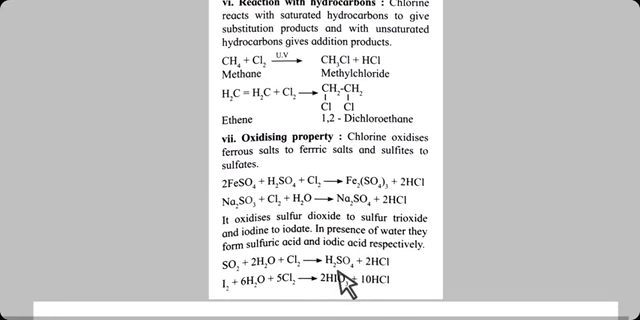 vi. Reaction with hydrocarbons : Chlorine
reacts with saturated hydrocarbons to give
substitution products and with unsaturated
hydrocarbons gives addition products.
CH₄ + Cl₂ —U.V→ CH₃Cl + HCl
Methane Methylchloride
H₂C = H₂C + Cl₂ → CH₂-CH₂
Cl Cl
Ethene 1,2 - Dichloroethane
vii. Oxidising property : Chlorine oxidises
ferrous salts to ferrric salts and sulfites to
sulfates.
2FeSO₄ + H₂SO₄ + Cl₂ → Fe₂(SO₄)₃ + 2HCl
Na₂SO₃ + Cl₂ + H₂O → Na₂SO₄ + 2HCl
It oxidises sulfur dioxide to sulfur trioxide
and iodine to iodate. In presence of water they
form sulfuric acid and iodic acid respectively.
SO₂ + 2H₂O + Cl₂ → H₂SO₄ + 2HCl
I₂ + 6H₂O + 5Cl₂ → 2HIO₃ + 10HCl